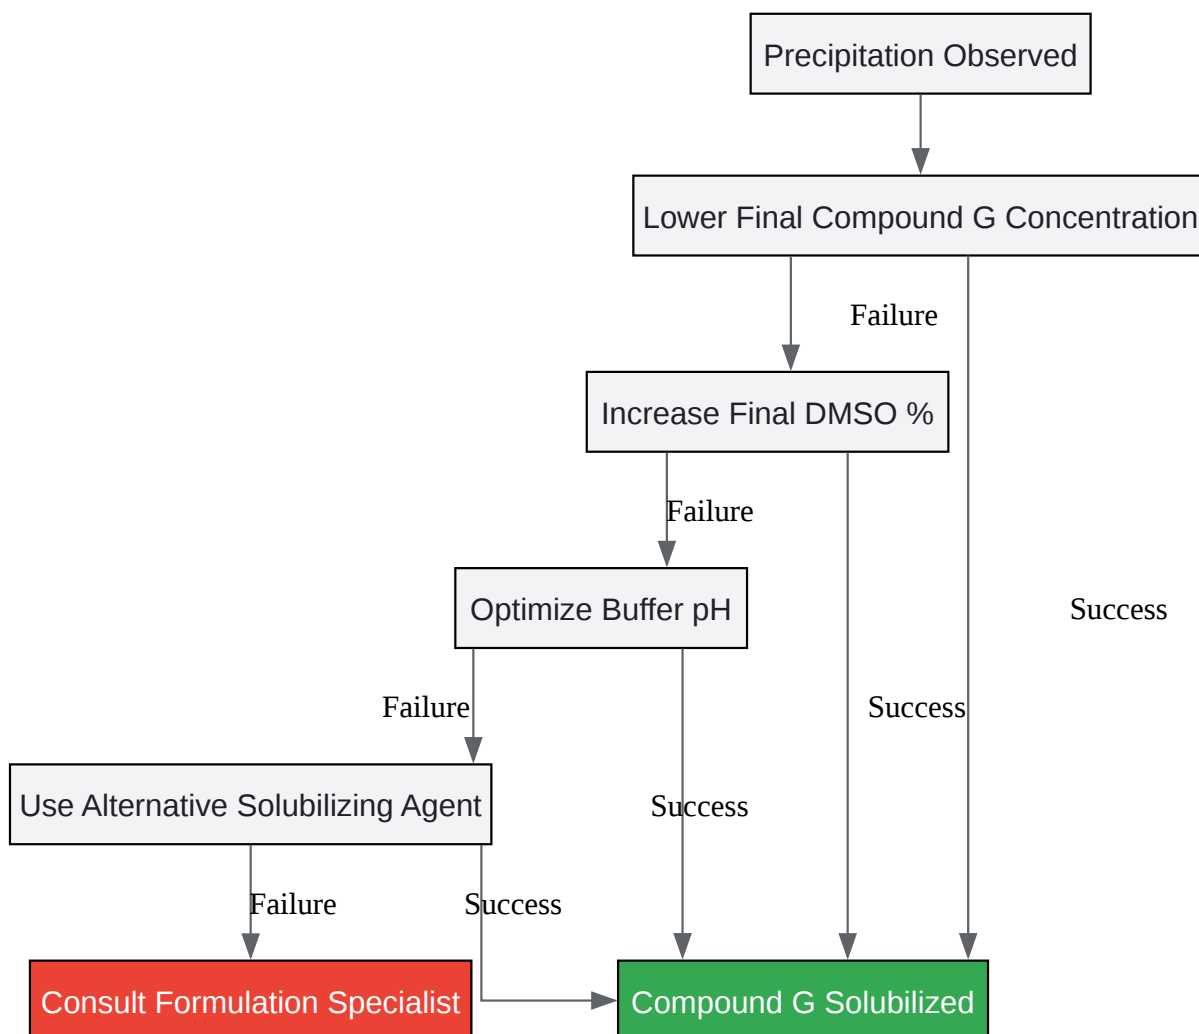 Precipitation Observed
Lower Final Compound G Concentration
Failure
Increase Final DMSO %
Failure
Optimize Buffer pH
Success
Failure
Success
Use Alternative Solubilizing Agent
Success
Failure
Success
Consult Formulation Specialist
Compound G Solubilized